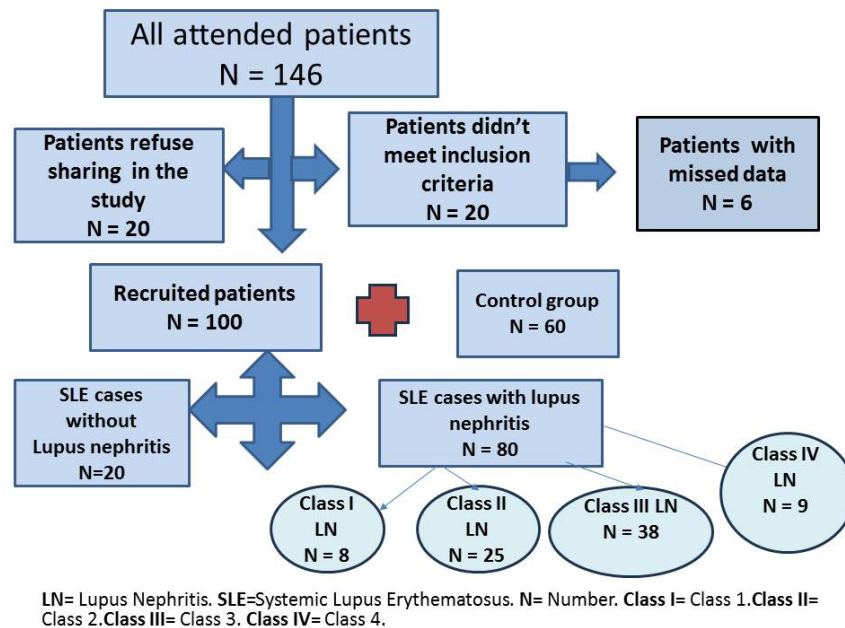 All attended patients
N = 146
Patients refuse
sharing in the
study
N = 20
Patients didn't
meet inclusion
criteria
N = 20
Patients with
missed data
N = 6
Recruited patients
N = 100
Control group
N = 60
SLE cases
without
Lupus nephritis
N=20
SLE cases with lupus
nephritis
N = 80
Class I
LN
N = 8
Class II
LN
N = 25
Class III LN
N = 38
Class IV
LN
N = 9
LN= Lupus Nephritis. SLE=Systemic Lupus Erythematosus. N= Number. Class I= Class 1.Class II=
Class 2.Class III= Class 3. Class IV= Class 4.